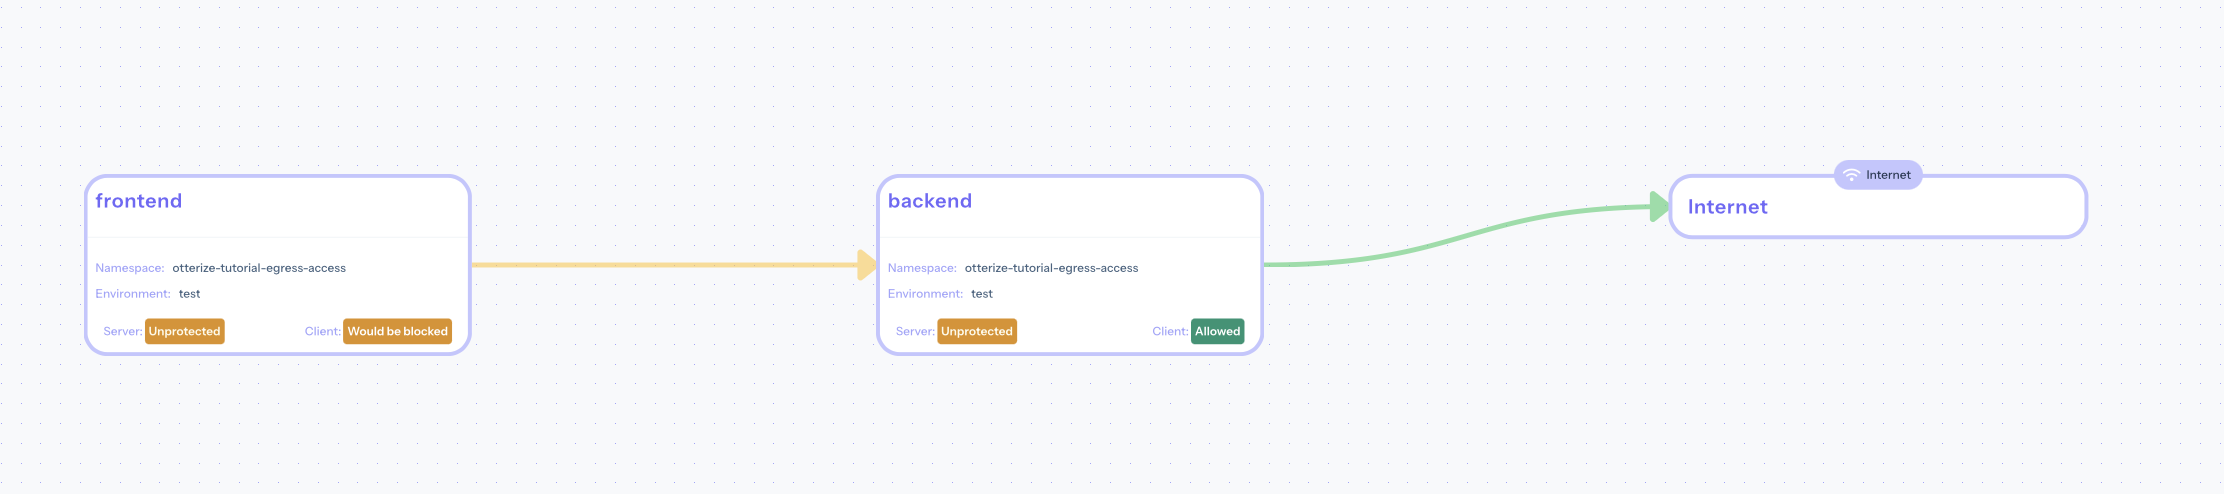 frontend
Namespace: otterize-tutorial-egress-access
Environment: test
Server: Unprotected Client: Would be blocked
backend
Namespace: otterize-tutorial-egress-access
Environment: test
Server: Unprotected Client: Allowed
Internet
Internet